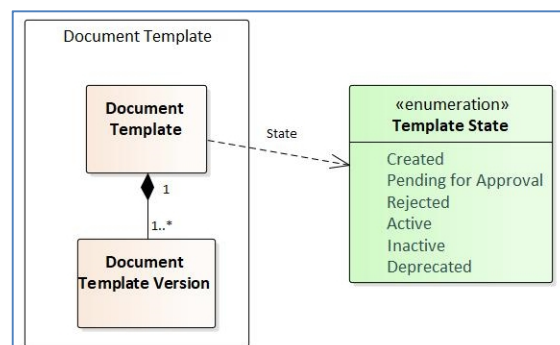 Document Template
Document
Template
1
1..*
Document
Template Version
State
«enumeration»
Template State
Created
Pending for Approval
Rejected
Active
Inactive
Deprecated